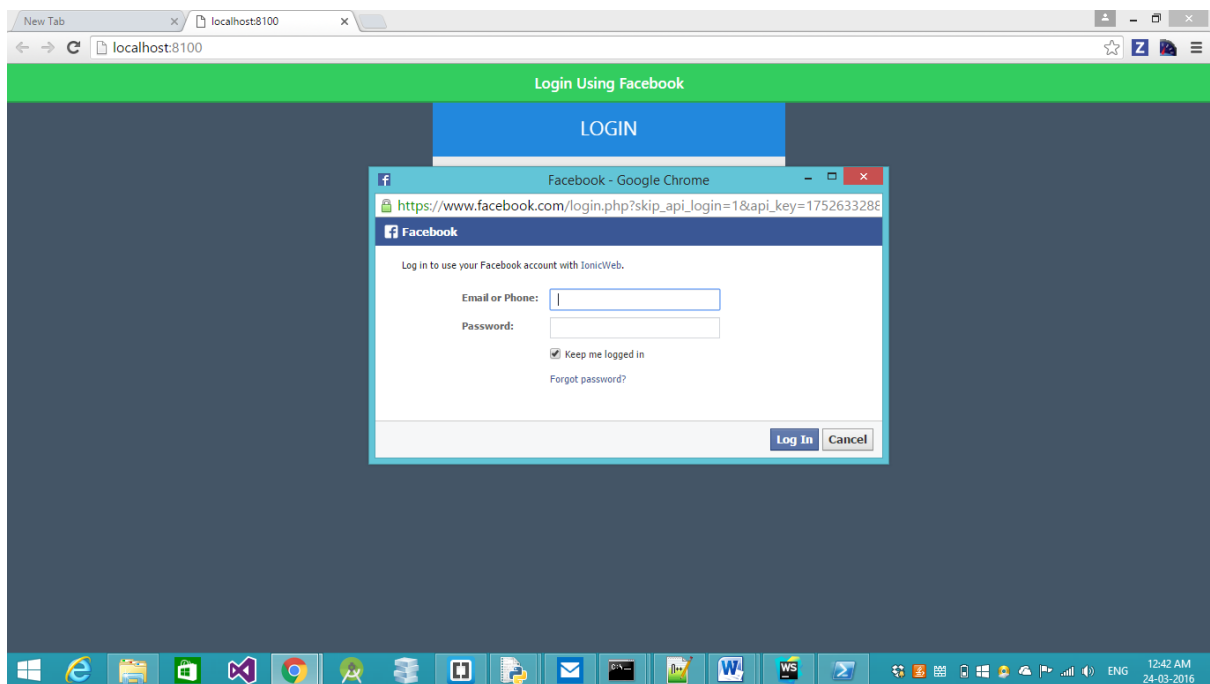 New Tab
localhost:8100
localhost:8100
Z
Login Using Facebook
LOGIN
f
Facebook - Google Chrome
https://www.facebook.com/login.php?skip_api_login=1&api_key=1752633288
Facebook
Log in to use your Facebook account with IonicWeb.
Email or Phone:
Password:
Keep me logged in
Forgot password?
Log In
Cancel
WS
ENG
12:42 AM
24-03-2016